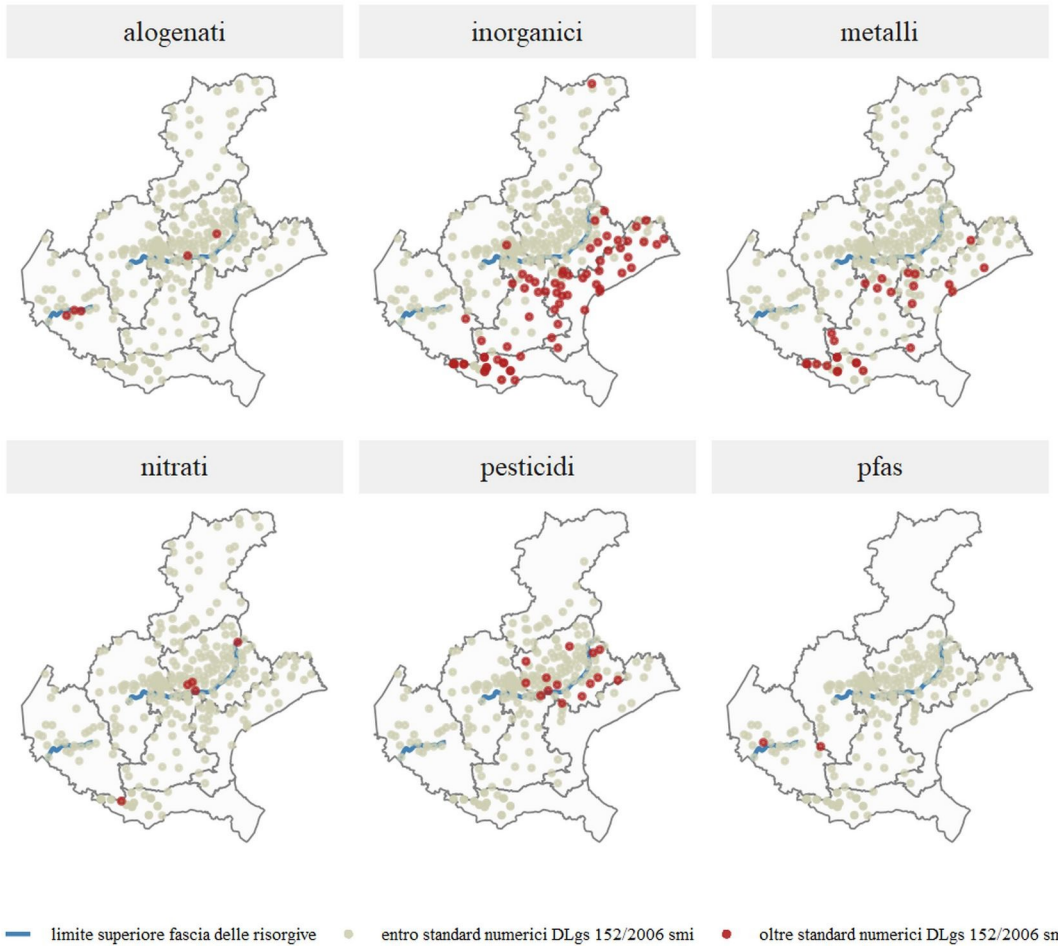 alogenati
inorganici
metalli
nitrati
pesticidi
pfas
limite superiore fascia delle risorgive
entro standard numerici DLgs 152/2006 smi
oltre standard numerici DLgs 152/2006 sm